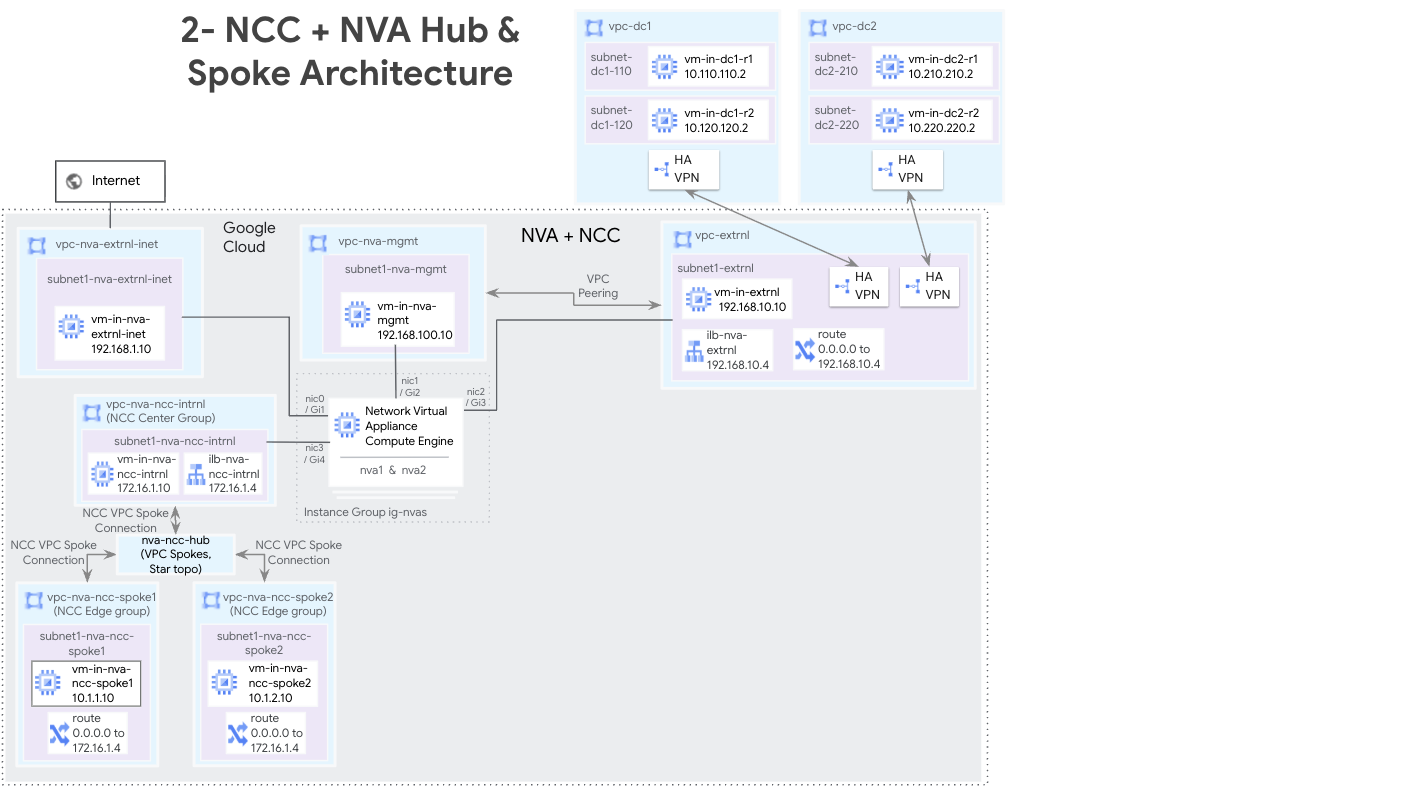 2- NCC + NVA Hub &
Spoke Architecture
vpc-dc1
subnet-
dc1-110
vm-in-dc1-r1
10.110.110.2
subnet-
dc1-120
vm-in-dc1-r2
10.120.120.2
HA
VPN
vpc-dc2
subnet-
dc2-210
vm-in-dc2-r1
10.210.210.2
subnet-
dc2-220
vm-in-dc2-r2
10.220.220.2
HA
VPN
Internet
Google
Cloud
NVA + NCC
vpc-nva-extrnl-inet
subnet1-nva-extrnl-inet
vm-in-nva-
extrnl-inet
192.168.1.10
vpc-nva-mgmt
subnet1-nva-mgmt
vm-in-nva-
mgmt
192.168.100.10
VPC
Peering
vpc-extrnl
subnet1-extrnl
vm-in-extrnl
192.168.10.10
HA
VPN
HA
VPN
ilb-nva-
extrnl
192.168.10.4
route
0.0.0.0 to
192.168.10.4
nic0
/ Gi1
nic1
/ Gi2
nic2
/ Gi3
nic3
/ Gi4
Network Virtual
Appliance
Compute Engine
nva1 & nva2
Instance Group ig-nvas
vpc-nva-ncc-intrnl
(NCC Center Group)
subnet1-nva-ncc-intrnl
vm-in-nva-
ncc-intrnl
172.16.1.10
ilb-nva-
ncc-intrnl
172.16.1.4
NCC VPC Spoke
Connection
nva-ncc-hub
(VPC Spokes,
Star topo)
NCC VPC Spoke
Connection
NCC VPC Spoke
Connection
vpc-nva-ncc-spoke1
(NCC Edge group)
subnet1-nva-ncc-
spoke1
vm-in-nva-
ncc-spoke1
10.1.1.10
route
0.0.0.0 to
172.16.1.4
vpc-nva-ncc-spoke2
(NCC Edge group)
subnet1-nva-ncc-
spoke2
vm-in-nva-
ncc-spoke2
10.1.2.10
route
0.0.0.0 to
172.16.1.4